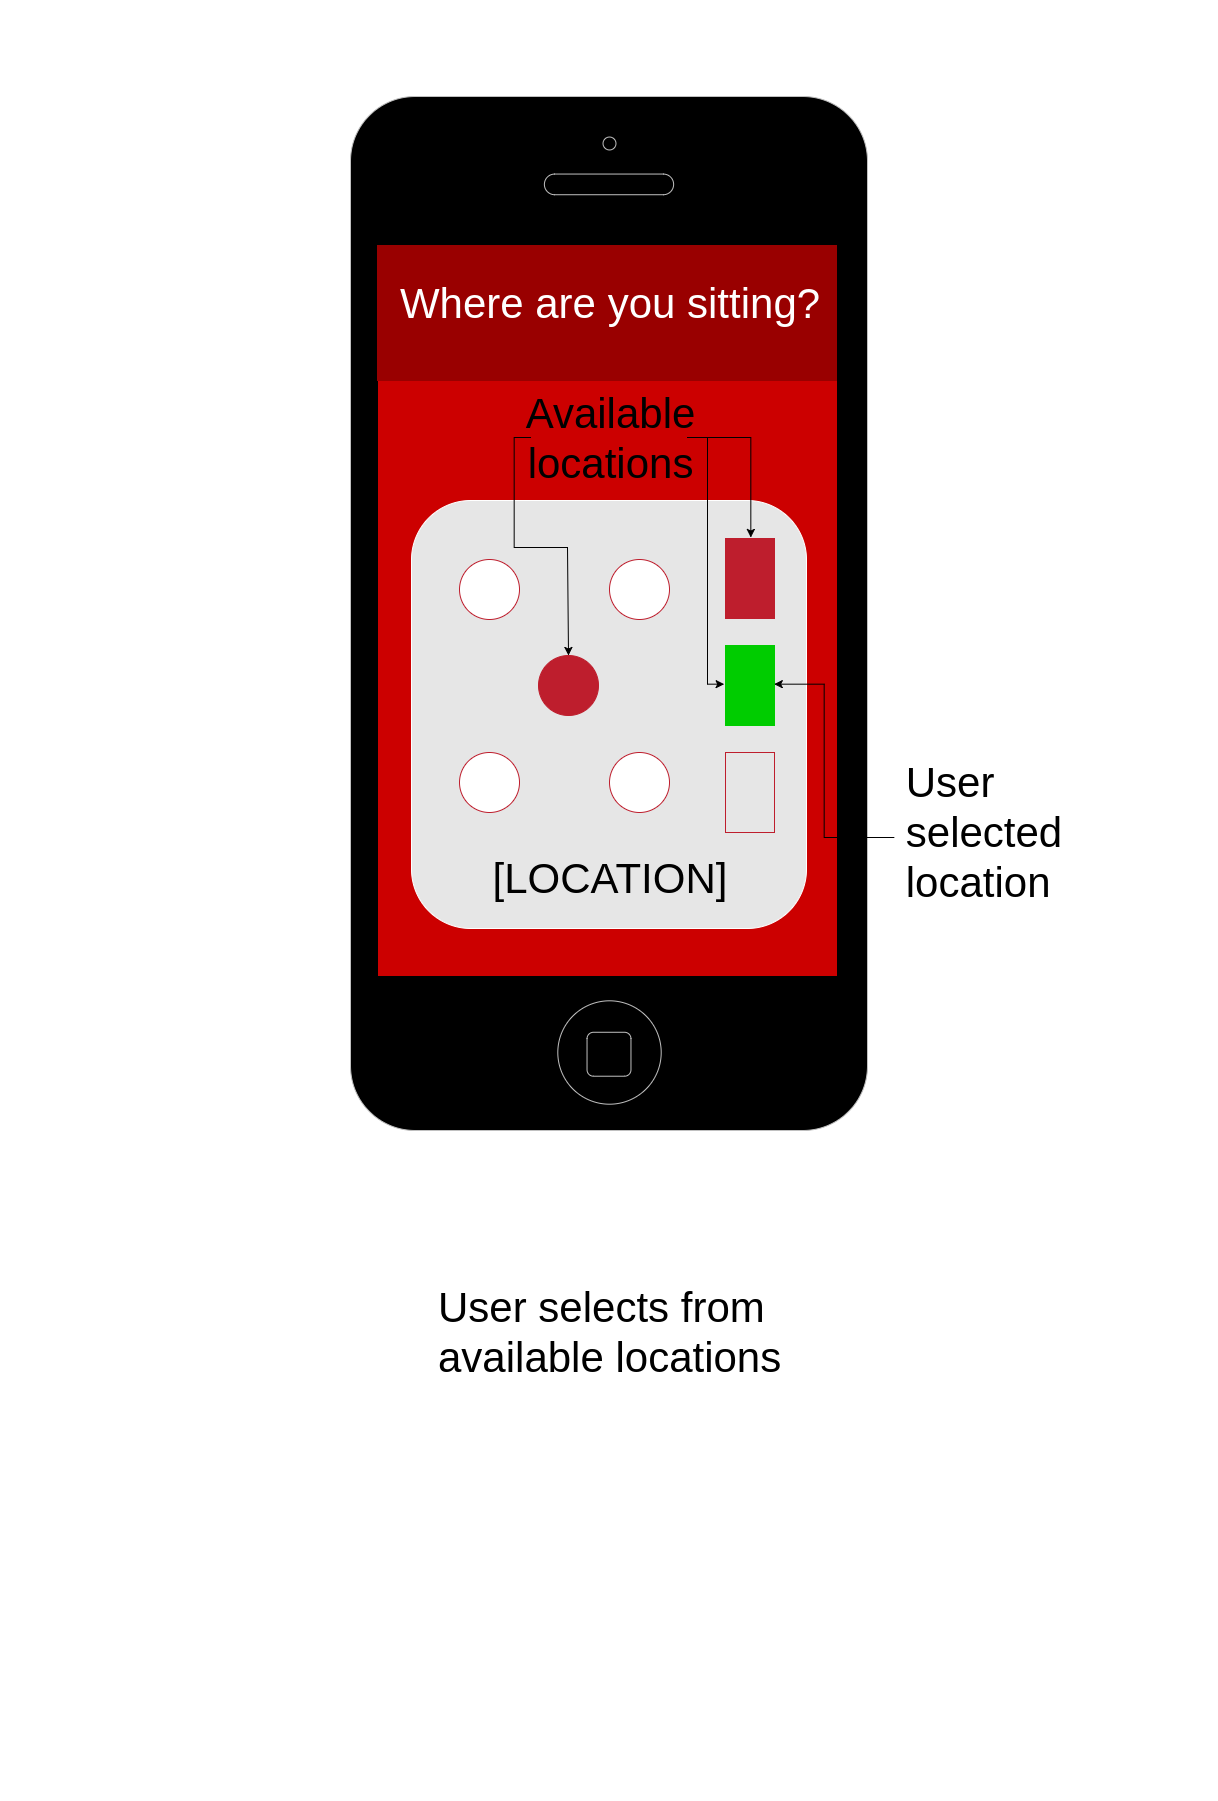 Where are you sitting?
Available
locations
User
selected
location
[LOCATION]
User selects from
available locations